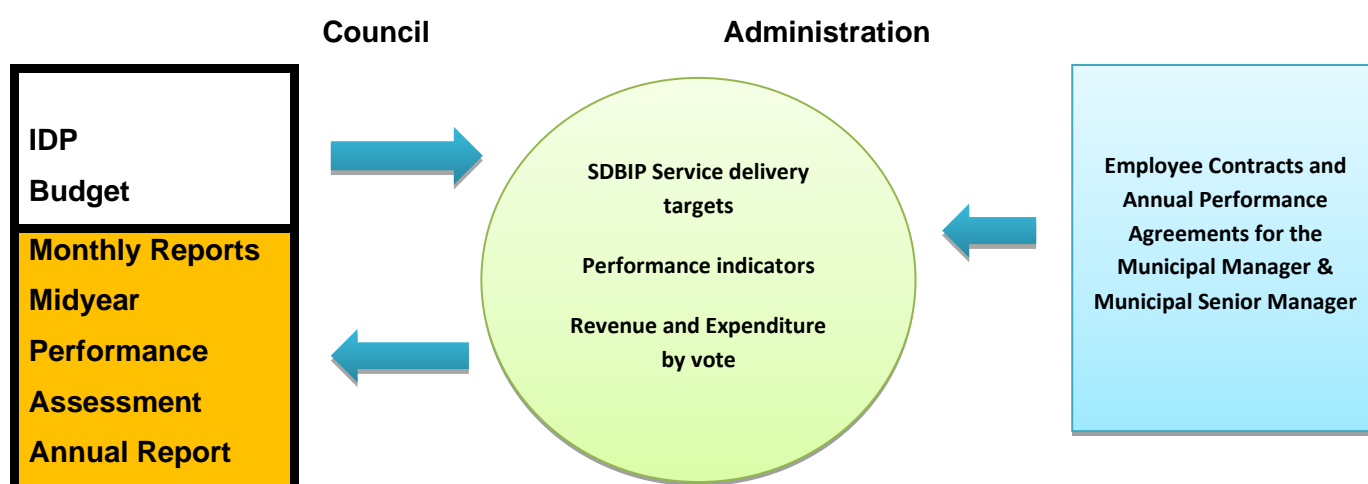 Council
Administration
IDP
Budget
Monthly Reports
Midyear
Performance
Assessment
Annual Report
SDBIP Service delivery
targets
Performance indicators
Revenue and Expenditure
by vote
Employee Contracts and
Annual Performance
Agreements for the
Municipal Manager &
Municipal Senior Manager